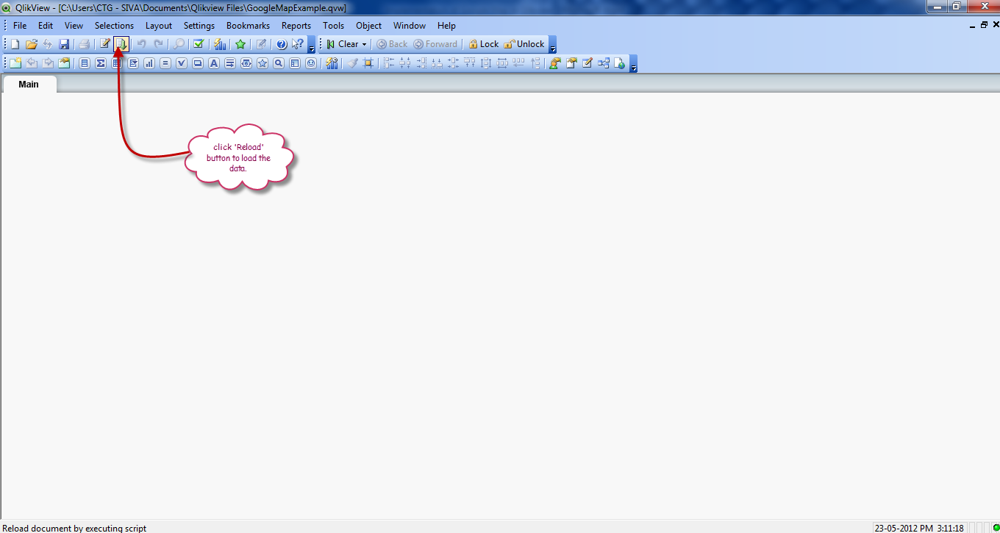 QlikView - [C:\Users\CTG - SIVA\Documents\Qlikview Files\GoogleMapExample.qvw]
File Edit View Selections Layout Settings Bookmarks Reports Tools Object Window Help
Clear Back Forward Lock Unlock
Main
click 'Reload'
button to load the
data.
Reload document by executing script 23-05-2012 PM 3:11:18